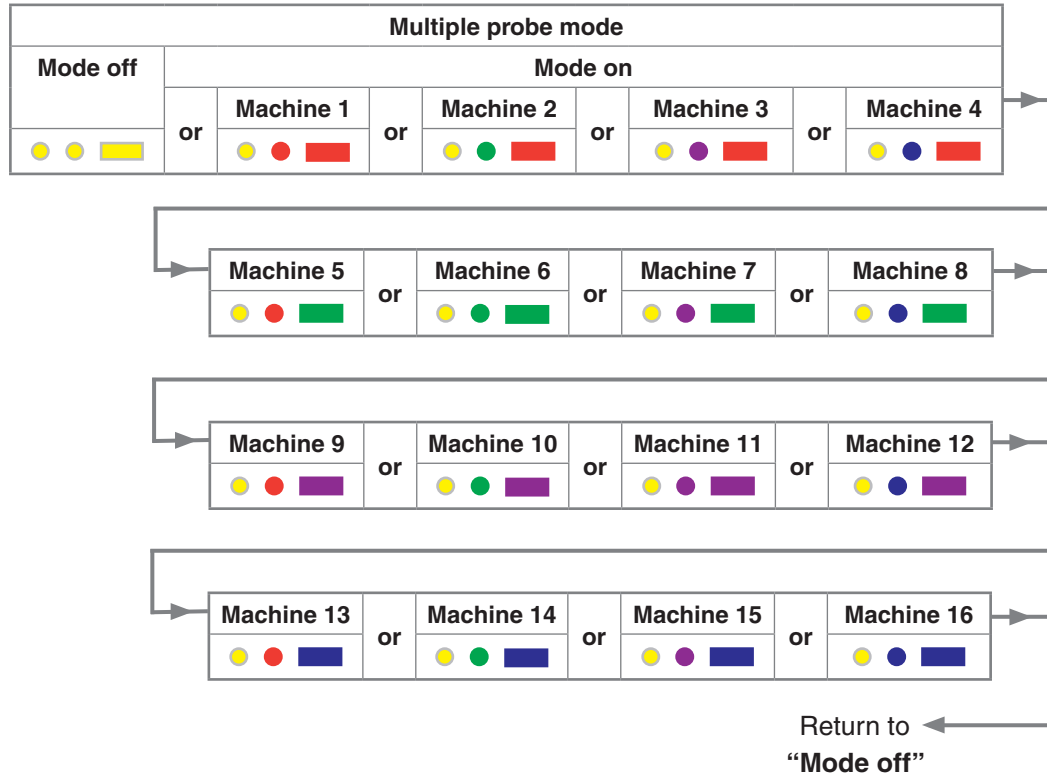 Multiple probe mode
Mode off
Mode on
or
Machine 1
or
Machine 2
or
Machine 3
or
Machine 4
Machine 5
or
Machine 6
or
Machine 7
or
Machine 8
Machine 9
or
Machine 10
or
Machine 11
or
Machine 12
Machine 13
or
Machine 14
or
Machine 15
or
Machine 16
Return to
“Mode off”